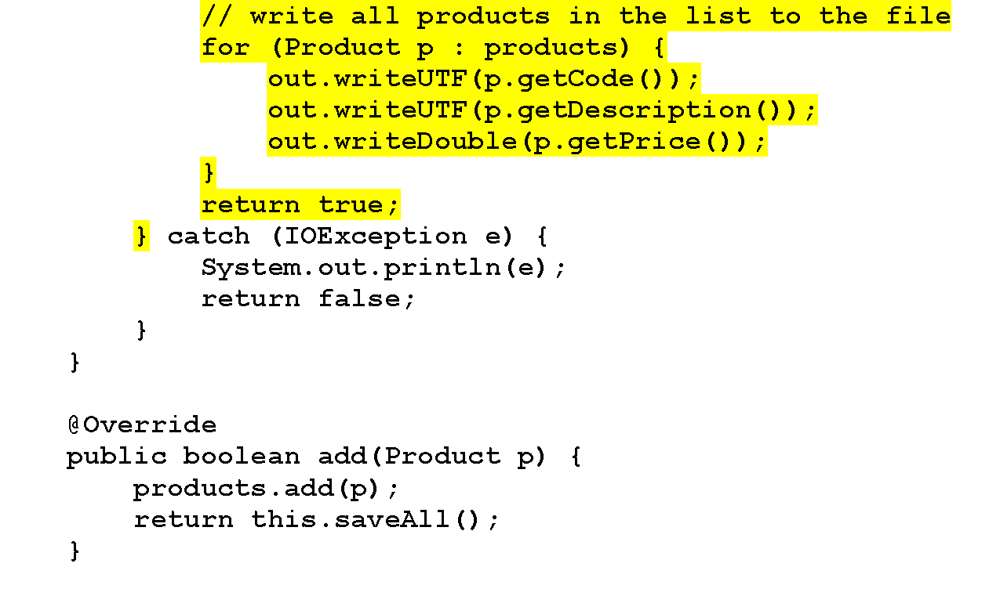 // write all products in the list to the file
for (Product p : products) {
out.writeUTF(p.getCode());
out.writeUTF(p.getDescription());
out.writeDouble(p.getPrice());
}
return true;
} catch (IOException e) {
System.out.println(e);
return false;
}
}
@Override
public boolean add(Product p) {
products.add(p);
return this.saveAll();
}